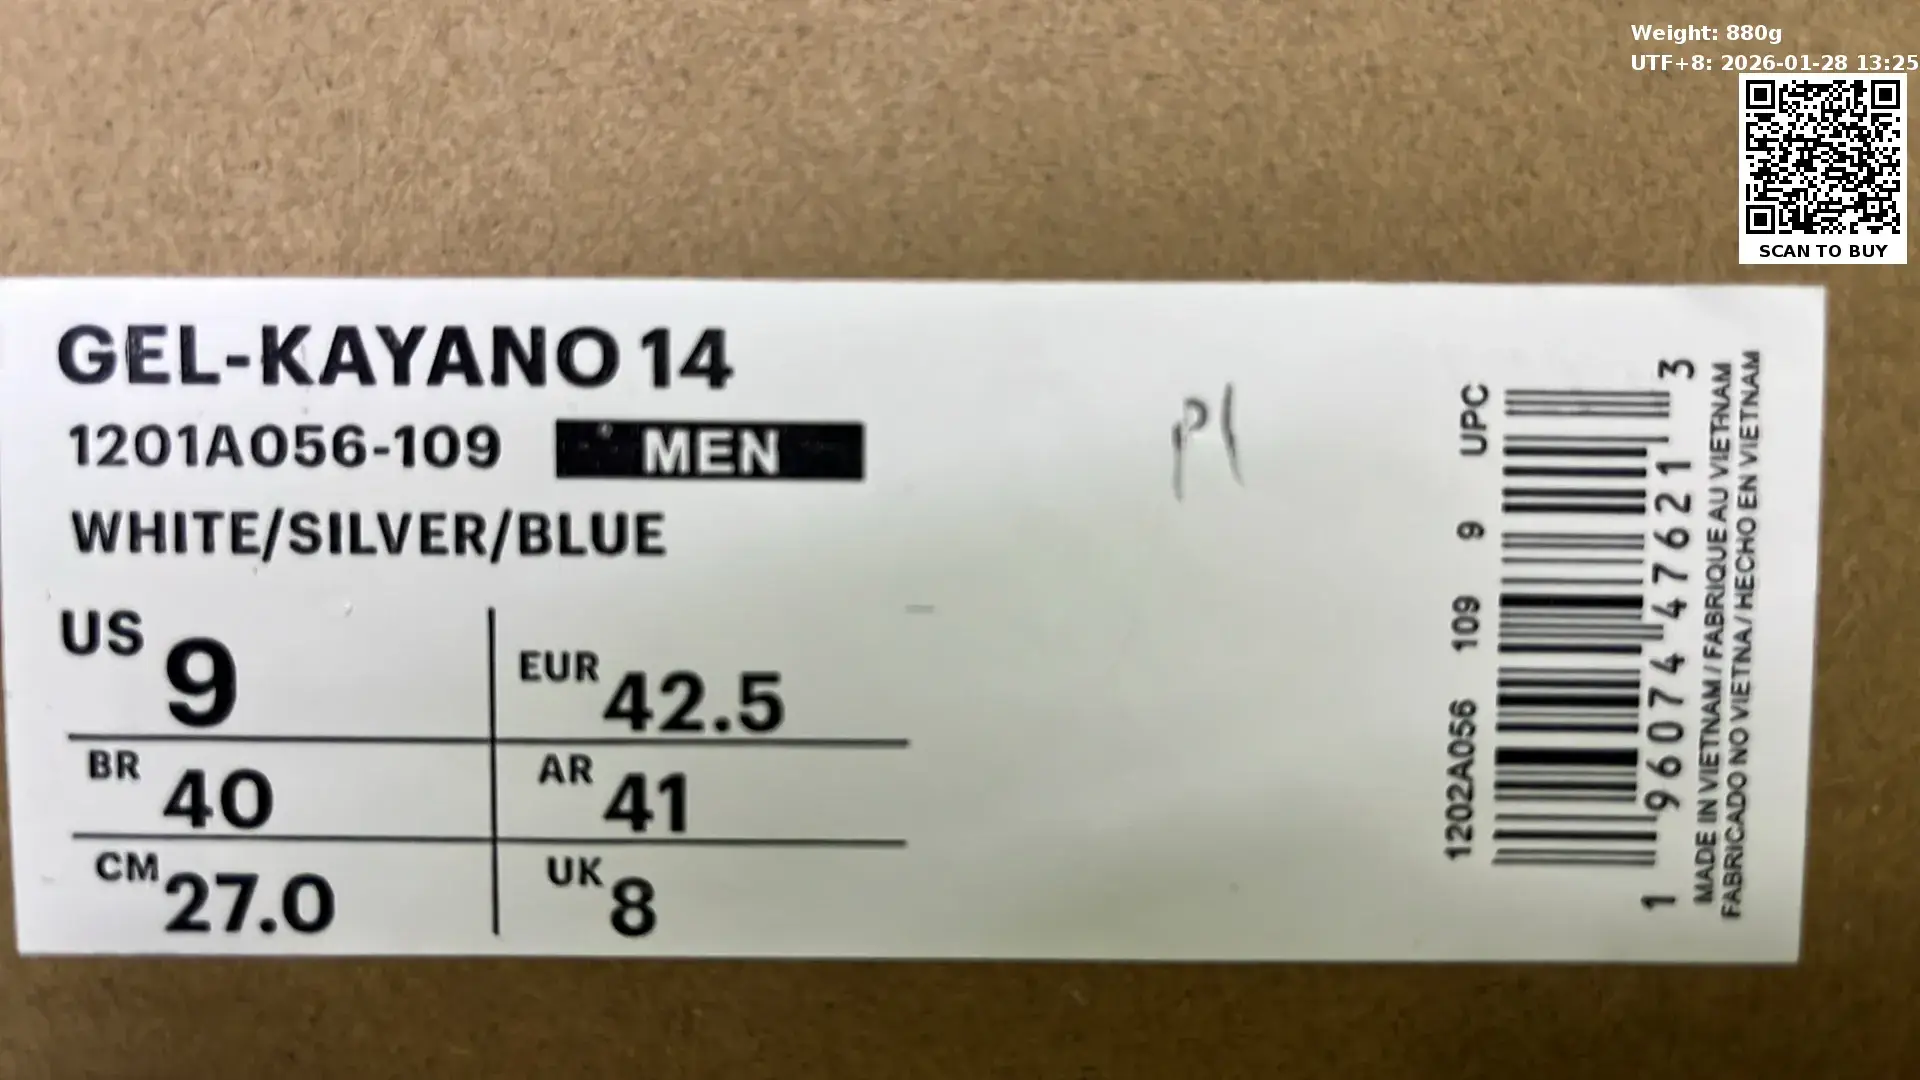 Weight: 880g
UTF+8: 2026-01-28 13:25
SCAN TO BUY
GEL-KAYANO 14
1201A056-109 MEN
WHITE/SILVER/BLUE
US 9
EUR 42.5
BR 40
AR 41
CM 27.0
UK 8
P1
1202A056 109 9 UPC
1 96074 47621 3
MADE IN VIETNAM / FABRIQUE AU VIETNAM
FABRICADO NO VIETNA / HECHO EN VIETNAM